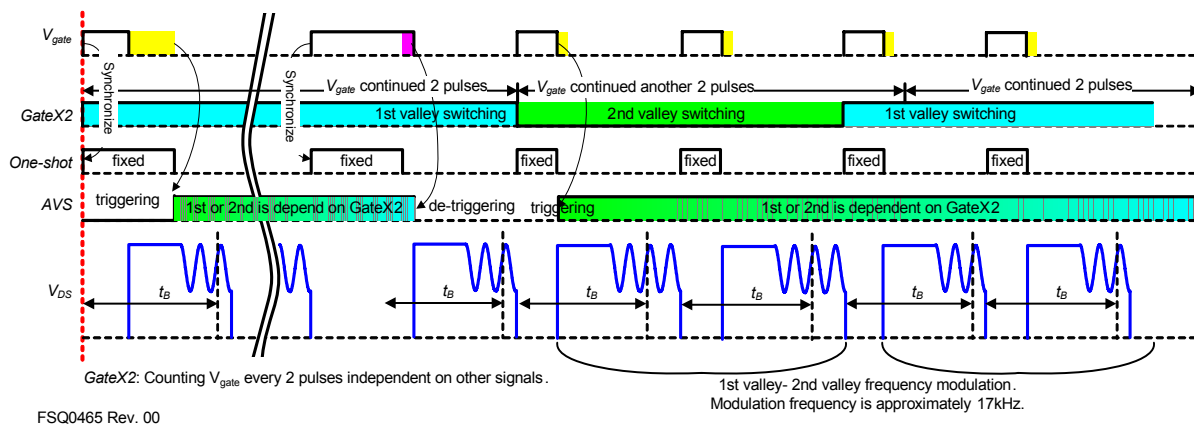 Vgate
Synchronize
Synchronize
Vgate continued 2 pulses
Vgate continued another 2 pulses
Vgate continued 2 pulses
GateX2
1st valley switching
2nd valley switching
1st valley switching
One-shot
fixed
fixed
fixed
fixed
fixed
fixed
AVS
triggering
1st or 2nd is depend on GateX2
de-triggering
triggering
1st or 2nd is dependent on GateX2
VDS
tB
tB
tB
tB
tB
tB
GateX2: Counting Vgate every 2 pulses independent on other signals.
1st valley- 2nd valley frequency modulation.
Modulation frequency is approximately 17kHz.
FSQ0465 Rev. 00